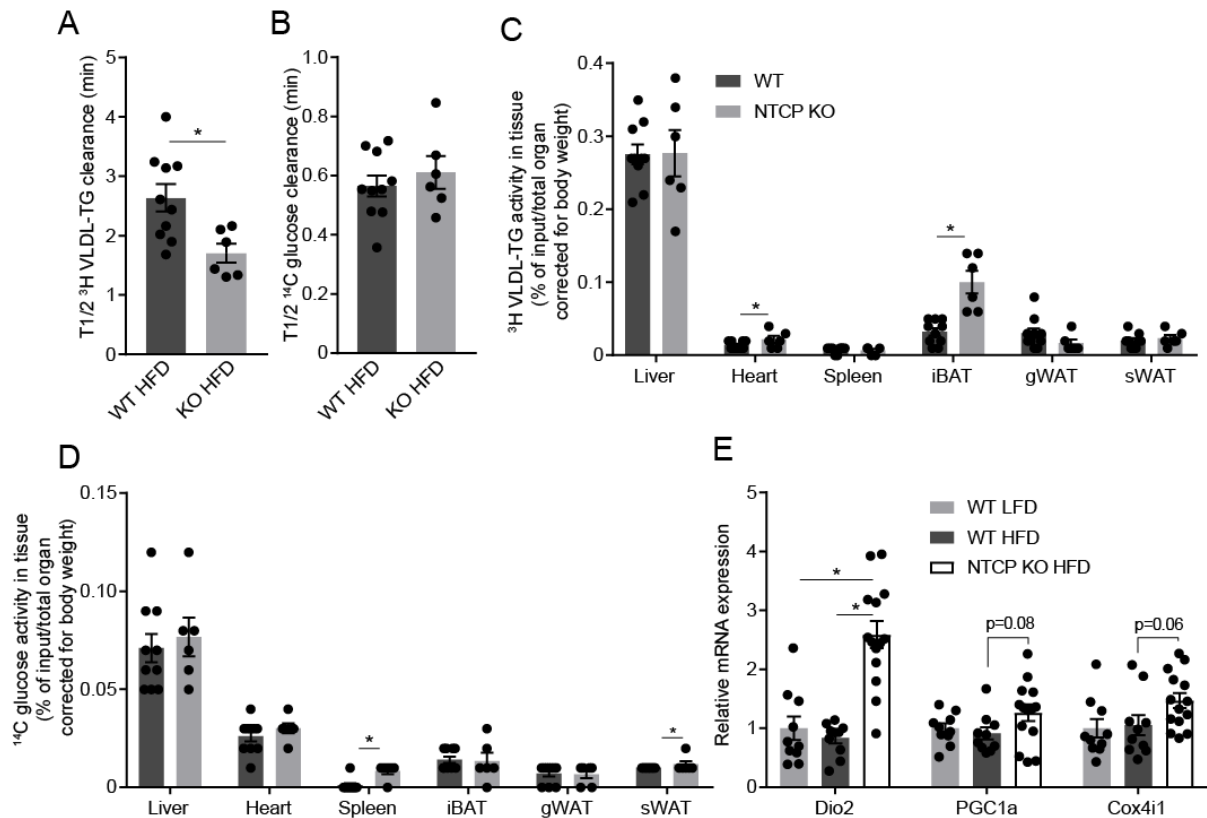 A
T1/2 ³H VLDL-TG clearance (min)
5
4
3
2
1
0
*
WT HFD
KO HFD
B
T1/2 ¹⁴C glucose clearance (min)
1.0
0.8
0.6
0.4
0.2
0.0
WT HFD
KO HFD
C
³H VLDL-TG activity in tissue
(% of input/total organ
corrected for body weight)
0.4
0.3
0.2
0.1
0
WT
NTCP KO
*
*
Liver
Heart
Spleen
iBAT
gWAT
sWAT
D
¹⁴C glucose activity in tissue
(% of input/total organ
corrected for body weight)
0.15
0.10
0.05
0
*
*
Liver
Heart
Spleen
iBAT
gWAT
sWAT
E
Relative mRNA expression
5
4
3
2
1
0
WT LFD
WT HFD
NTCP KO HFD
*
*
p=0.08
p=0.06
Dio2
PGC1a
Cox4i1